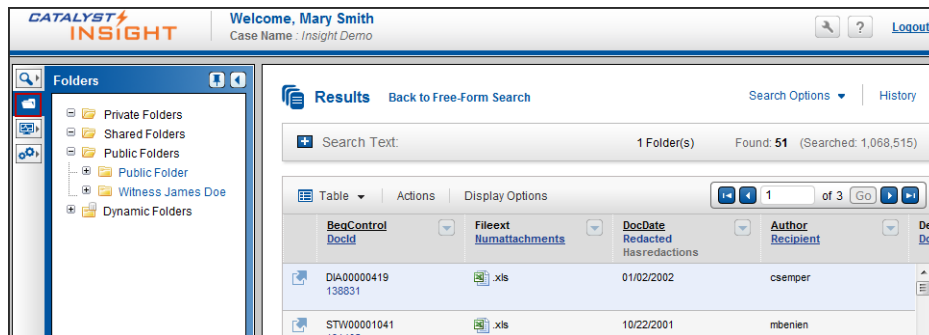 CATALYST
INSIGHT
Welcome, Mary Smith
Case Name : Insight Demo
?
Logout
Folders
Private Folders
Shared Folders
Public Folders
Public Folder
Witness James Doe
Dynamic Folders
Results Back to Free-Form Search
Search Options History
Search Text: 1 Folder(s) Found: 51 (Searched: 1,068,515)
Table Actions Display Options 1 of 3 Go
BegControl Fileext DocDate Author
DocId Numattachments Redacted Recipient
Hasredactions
DIA00000419 .xls 01/02/2002 csemper
138831
STW00001041 .xls 10/22/2001 mbenien